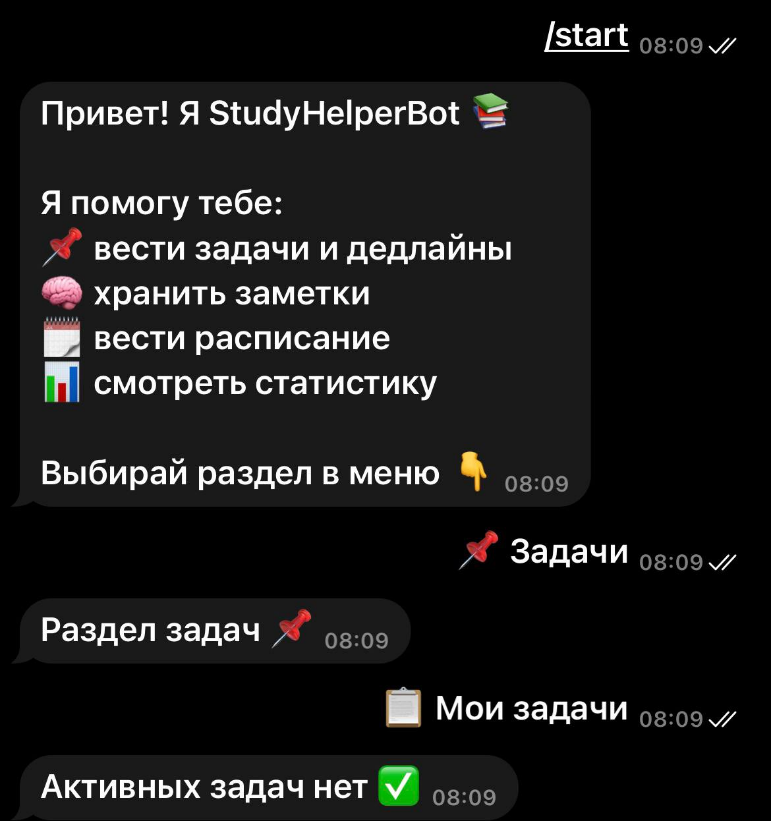 /start 08:09
Привет! Я StudyHelperBot 📚
Я помогу тебе:
📌 вести задачи и дедлайны
🧠 хранить заметки
🗒 вести расписание
📊 смотреть статистику
Выбирай раздел в меню 👇 08:09
📌 Задачи 08:09
Раздел задач 📌 08:09
📋 Мои задачи 08:09
Активных задач нет ✅ 08:09